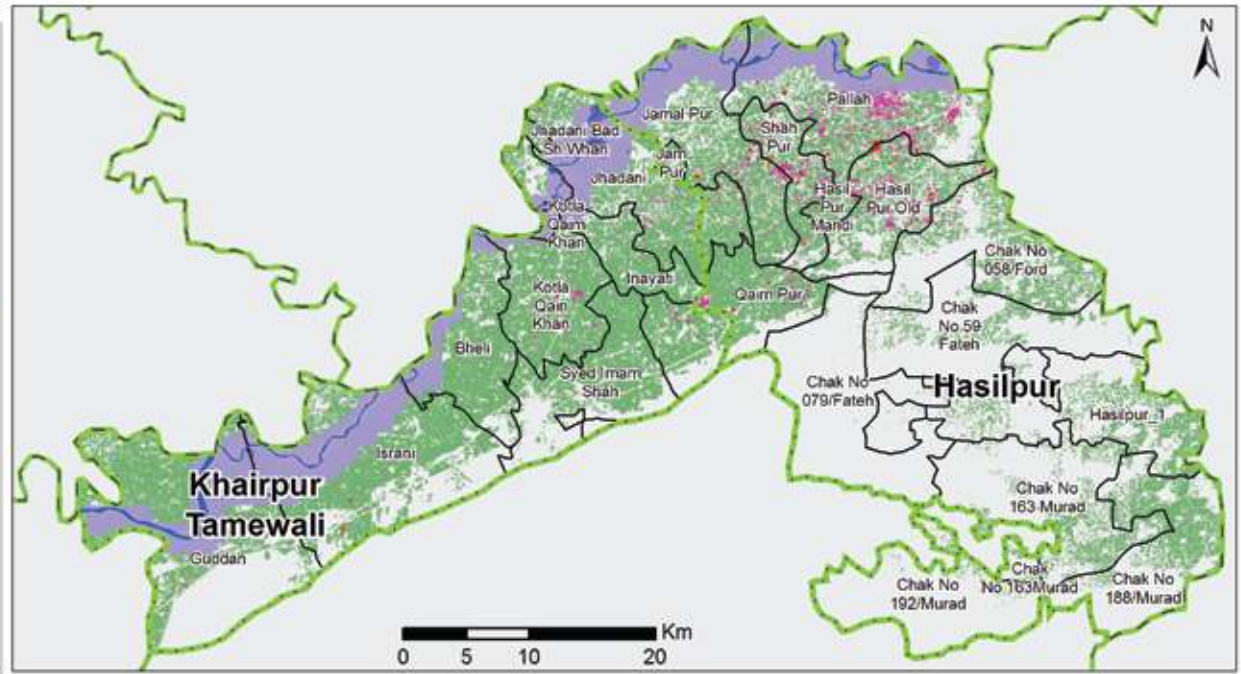 N
Pallah
Jamal Pur
Jhadani Bad
Sh Whan
Shah
Pur
Jam
Pur
Jhadani
Hasil
Pur
Mandi
Hasil
Pur Old
Kotla
Qaim
Khan
Chak No
058/Ford
Inayati
Kotla
Qain
Khan
Qaim Pur
Chak
No 59
Fateh
Bheli
Syed Imam
Shah
Chak No
079/Fateh
Hasilpur
Hasilpur_1
Israni
Khairpur
Tamewali
Chak No
163 Murad
Guddan
Chak No
192/Murad
Chak
No 163Murad
Chak No
188/Murad
Km
0 5 10 20